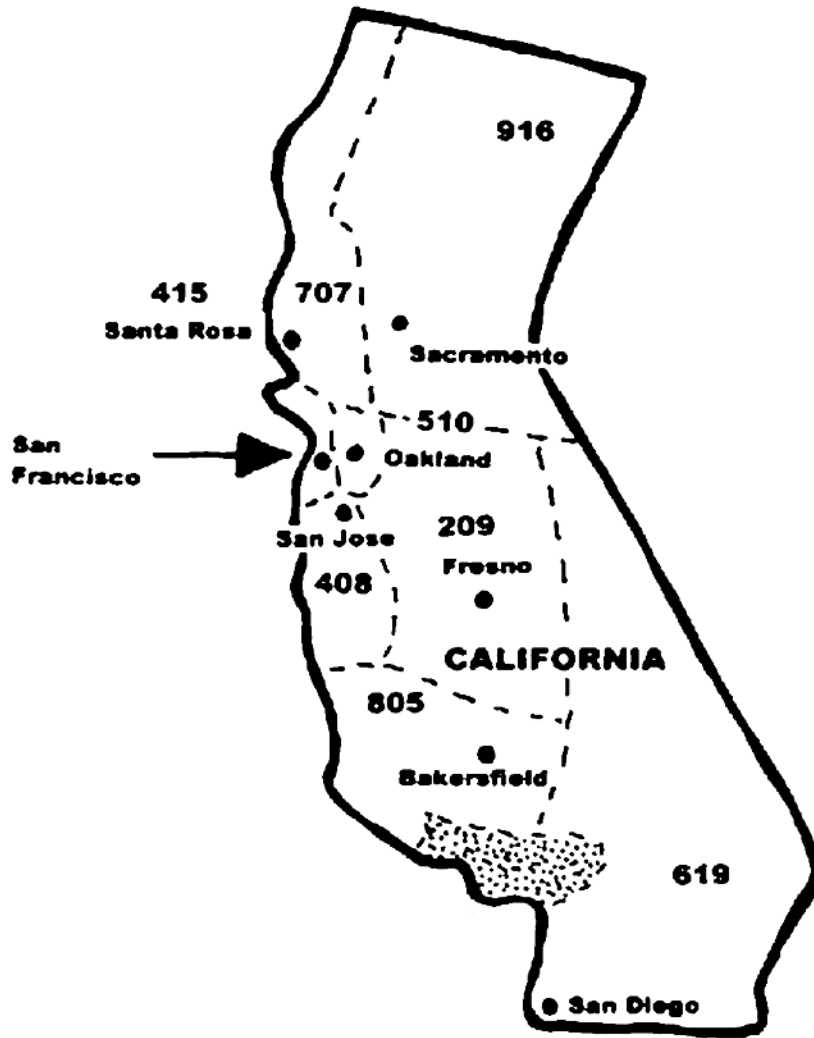 916
415
707
Santa Rosa
Sacramento
510
San
Francisco
Oakland
209
San Jose
Fresno
408
CALIFORNIA
805
Bakersfield
619
San Diego